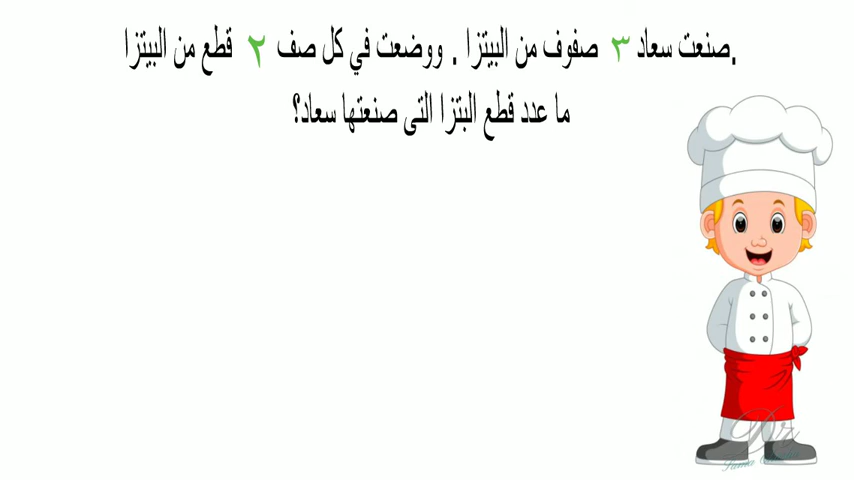 صنعت سعاد ٣ صفوف من البيتزا . ووضعت في كل صف ٢ قطع من البيتزا.
ما عدد قطع البتزا التى صنعتها سعاد؟
Dr